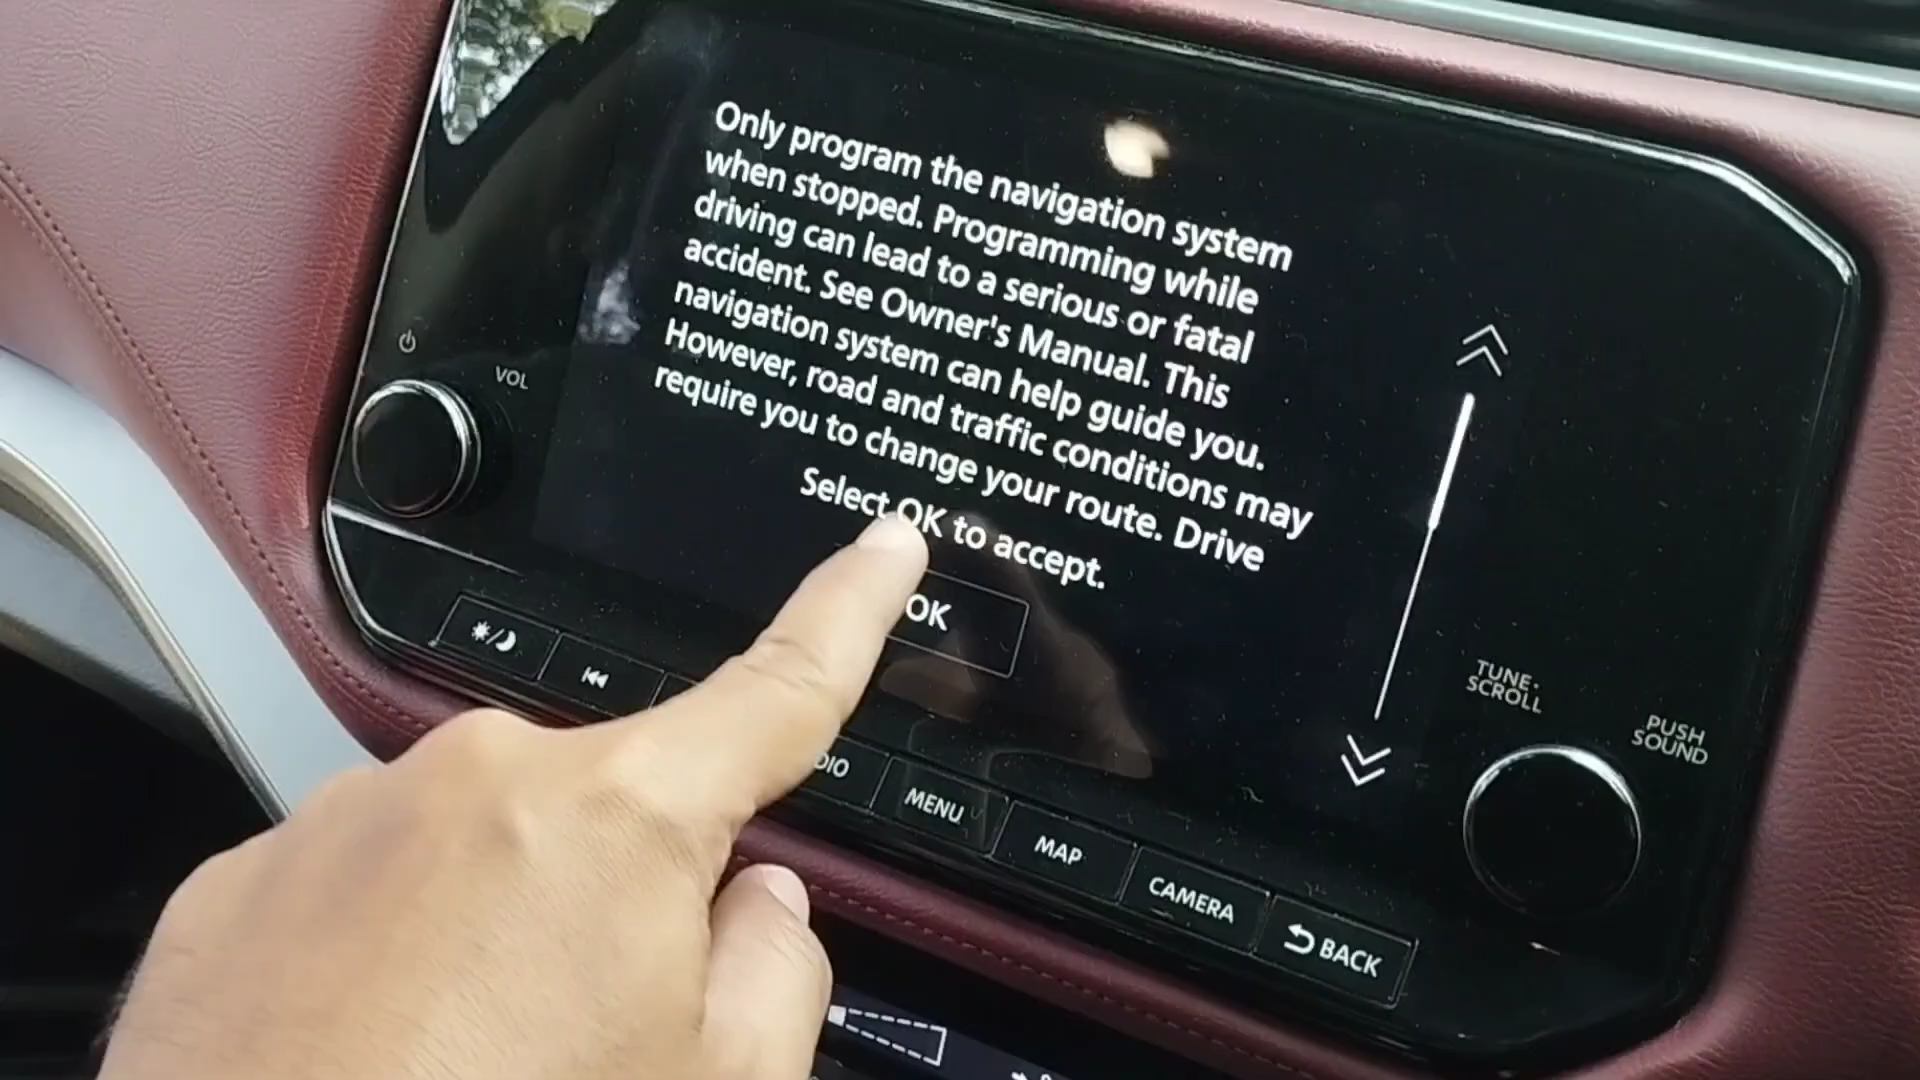 Only program the navigation system
when stopped. Programming while
driving can lead to a serious or fatal
accident. See Owner's Manual. This
navigation system can help guide you.
However, road and traffic conditions may
require you to change your route. Drive
Select OK to accept.
OK
VOL
TUNE·
SCROLL
PUSH
SOUND
DIO
MENU
MAP
CAMERA
BACK